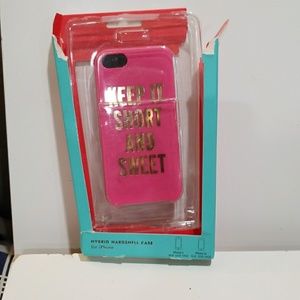 KEEP IT
SHORT
AND
SWEET
HYBRID HARDSHELL CASE
for iPhone